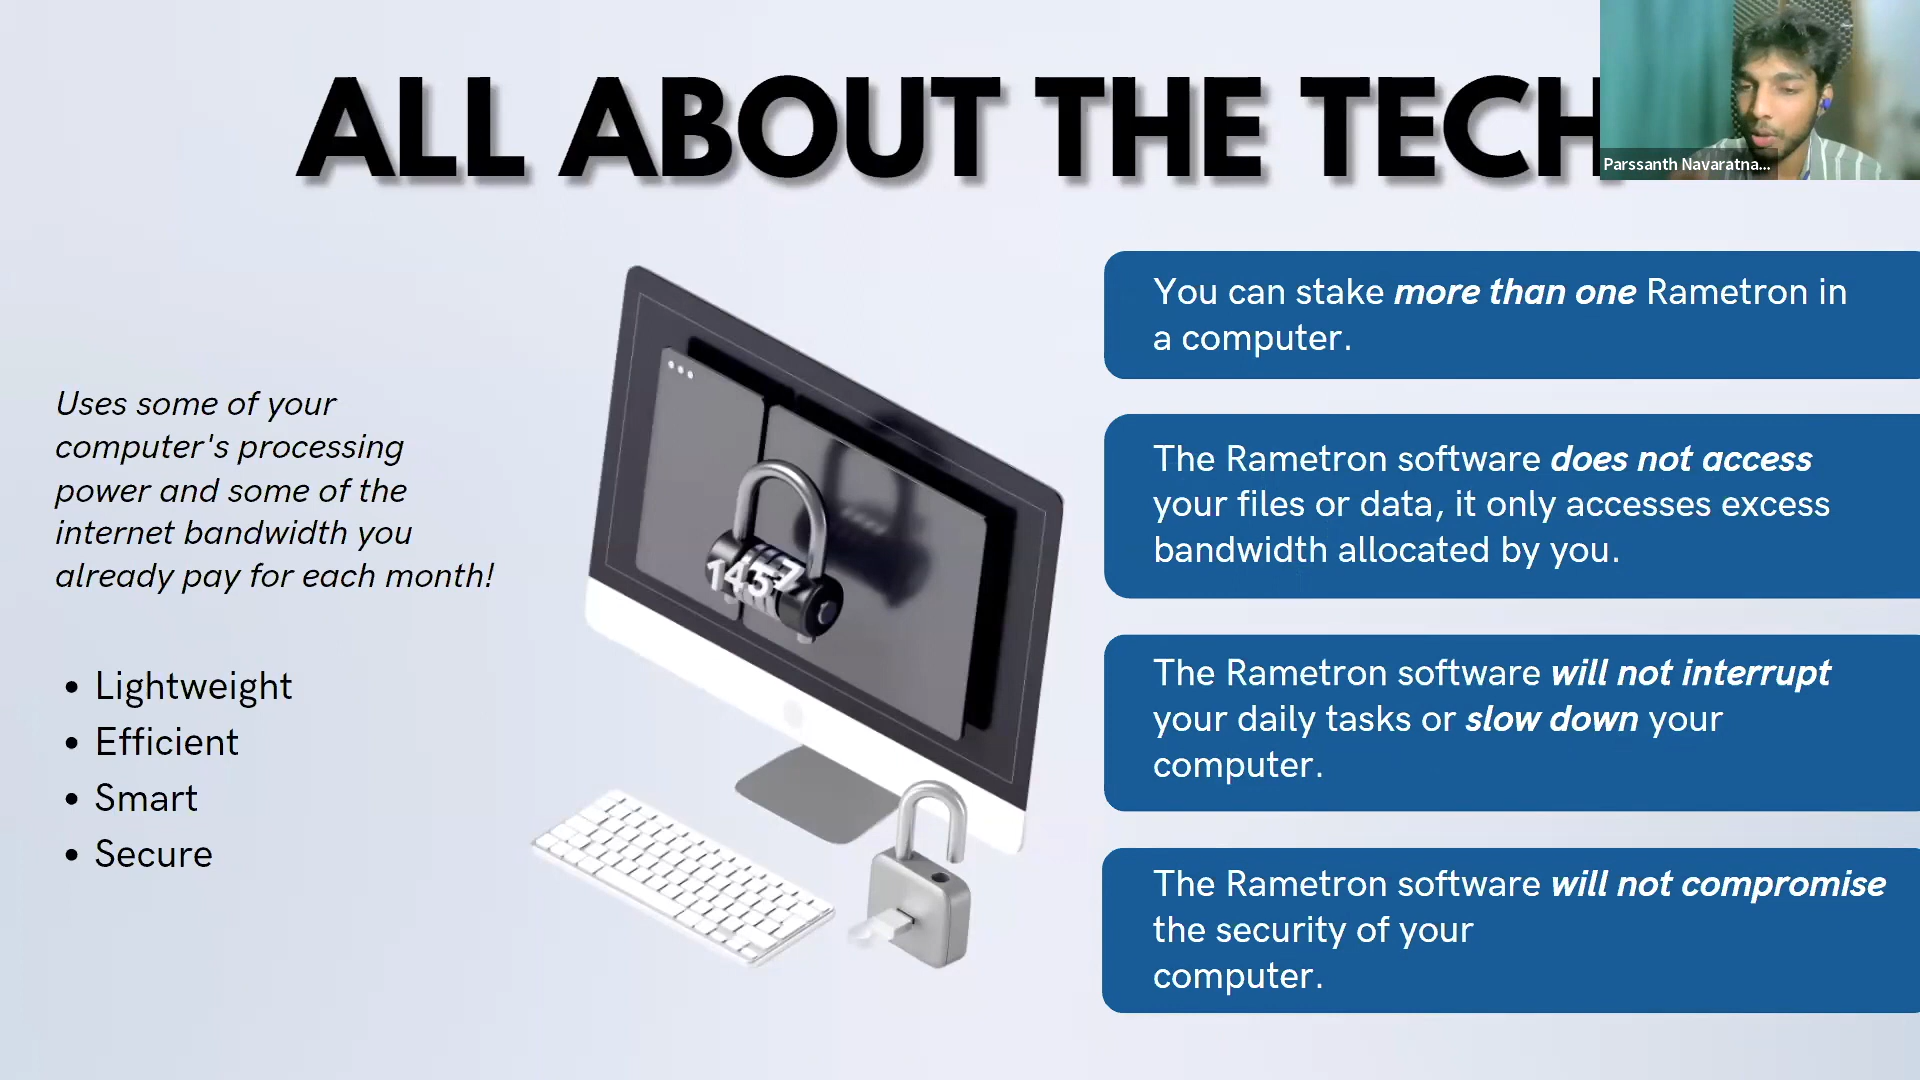 ALL ABOUT THE TECH
Parssanth Navaratna...
Uses some of your
computer's processing
power and some of the
internet bandwidth you
already pay for each month!
• Lightweight
• Efficient
• Smart
• Secure
1457
You can stake more than one Rametron in
a computer.
The Rametron software does not access
your files or data, it only accesses excess
bandwidth allocated by you.
The Rametron software will not interrupt
your daily tasks or slow down your
computer.
The Rametron software will not compromise
the security of your
computer.